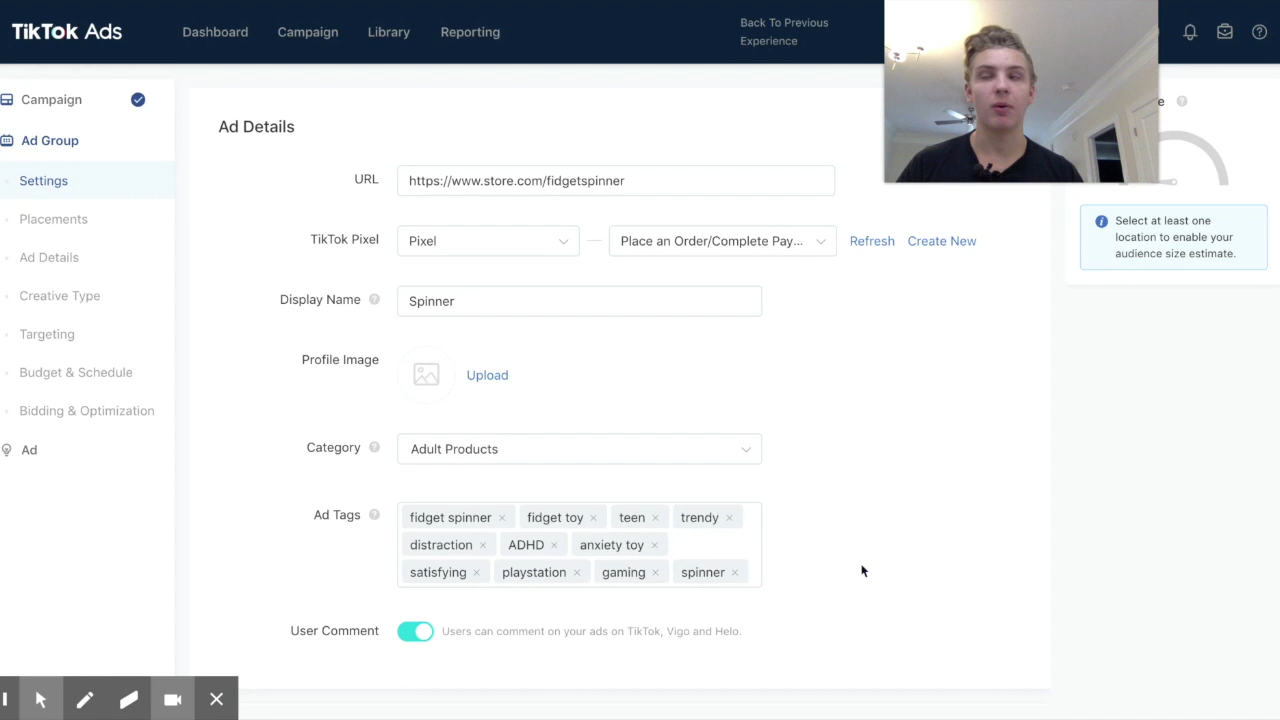 TikTok Ads
Dashboard
Campaign
Library
Reporting
Back To Previous
Experience
Campaign
Ad Group
Settings
Placements
Ad Details
Creative Type
Targeting
Budget & Schedule
Bidding & Optimization
Ad
Ad Details
URL
https://www.store.com/fidgetspinner
TikTok Pixel
Pixel
Place an Order/Complete Pay...
Refresh
Create New
Display Name
Spinner
Profile Image
Upload
Category
Adult Products
Ad Tags
fidget spinner × fidget toy × teen × trendy ×
distraction × ADHD × anxiety toy ×
satisfying × playstation × gaming × spinner ×
User Comment
Users can comment on your ads on TikTok, Vigo and Helo.
e
Select at least one
location to enable your
audience size estimate.